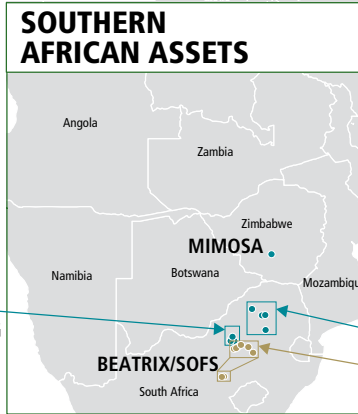 SOUTHERN
AFRICAN ASSETS
Angola
Zambia
Zimbabwe
MIMOSA
Namibia
Botswana
Mozambiqu
BEATRIX/SOFS
South Africa